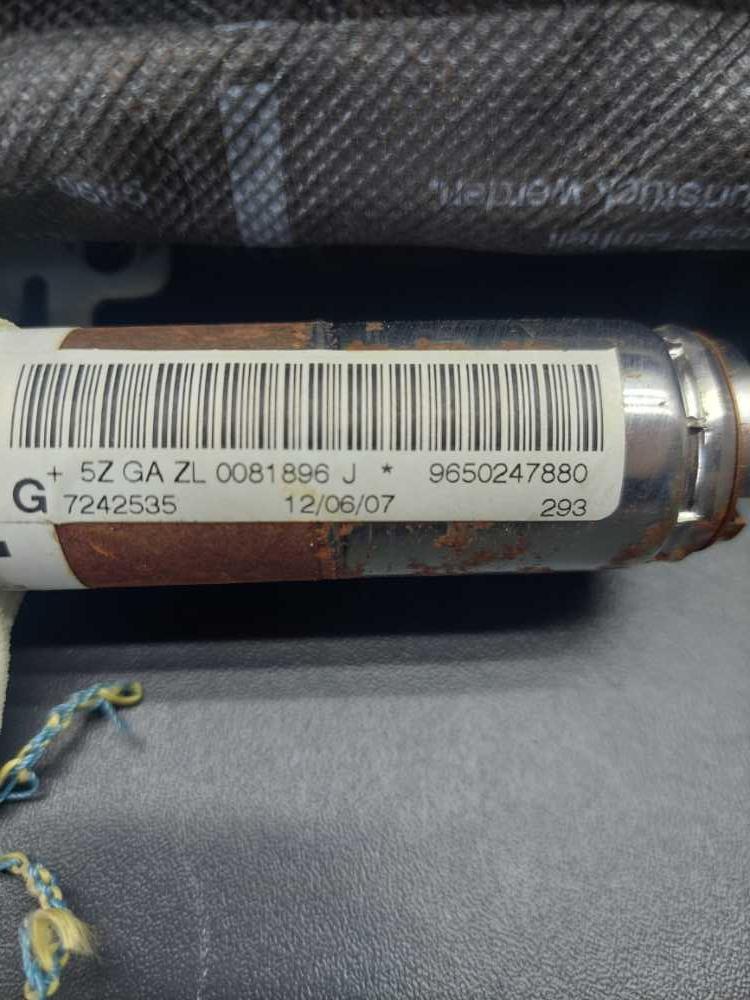 + 5Z GA ZL 0081896 J * 9650247880
G 7242535 12/06/07 293
werden.